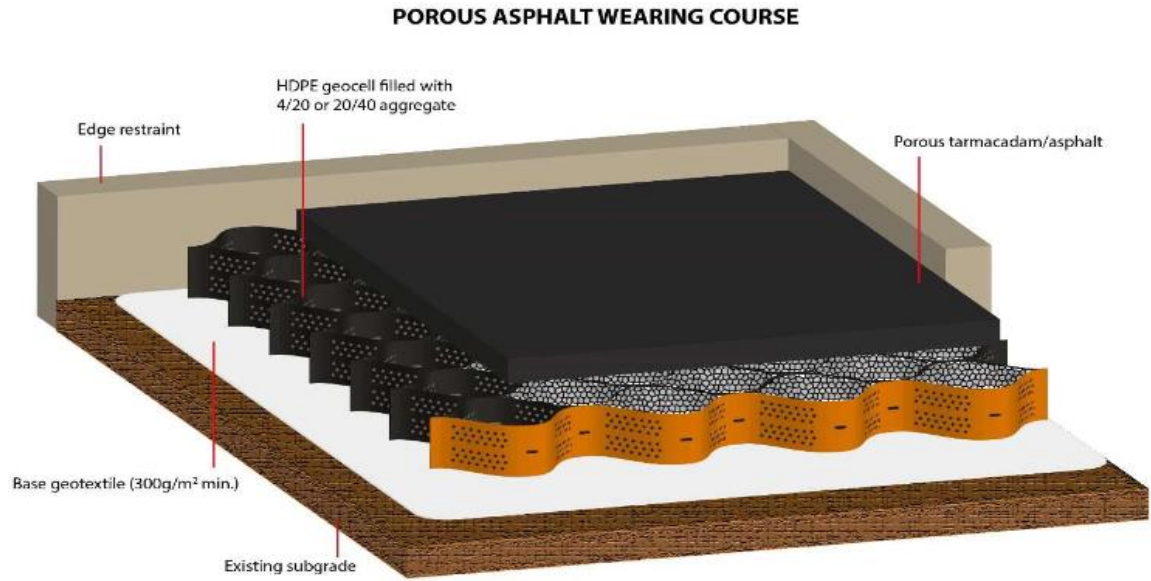 POROUS ASPHALT WEARING COURSE
HDPE geocell filled with
4/20 or 20/40 aggregate
Edge restraint
Porous tarmacadam/asphalt
Base geotextile (300g/m² min.)
Existing subgrade